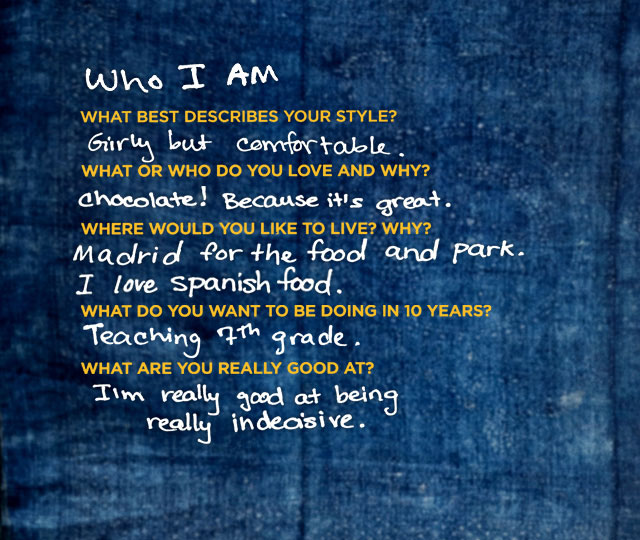 Who I AM
WHAT BEST DESCRIBES YOUR STYLE?
Girly but comfortable.
WHAT OR WHO DO YOU LOVE AND WHY?
Chocolate! Because it's great.
WHERE WOULD YOU LIKE TO LIVE? WHY?
Madrid for the food and park.
I love spanish food.
WHAT DO YOU WANT TO BE DOING IN 10 YEARS?
Teaching 7th grade.
WHAT ARE YOU REALLY GOOD AT?
I'm really good at being
really indecisive.